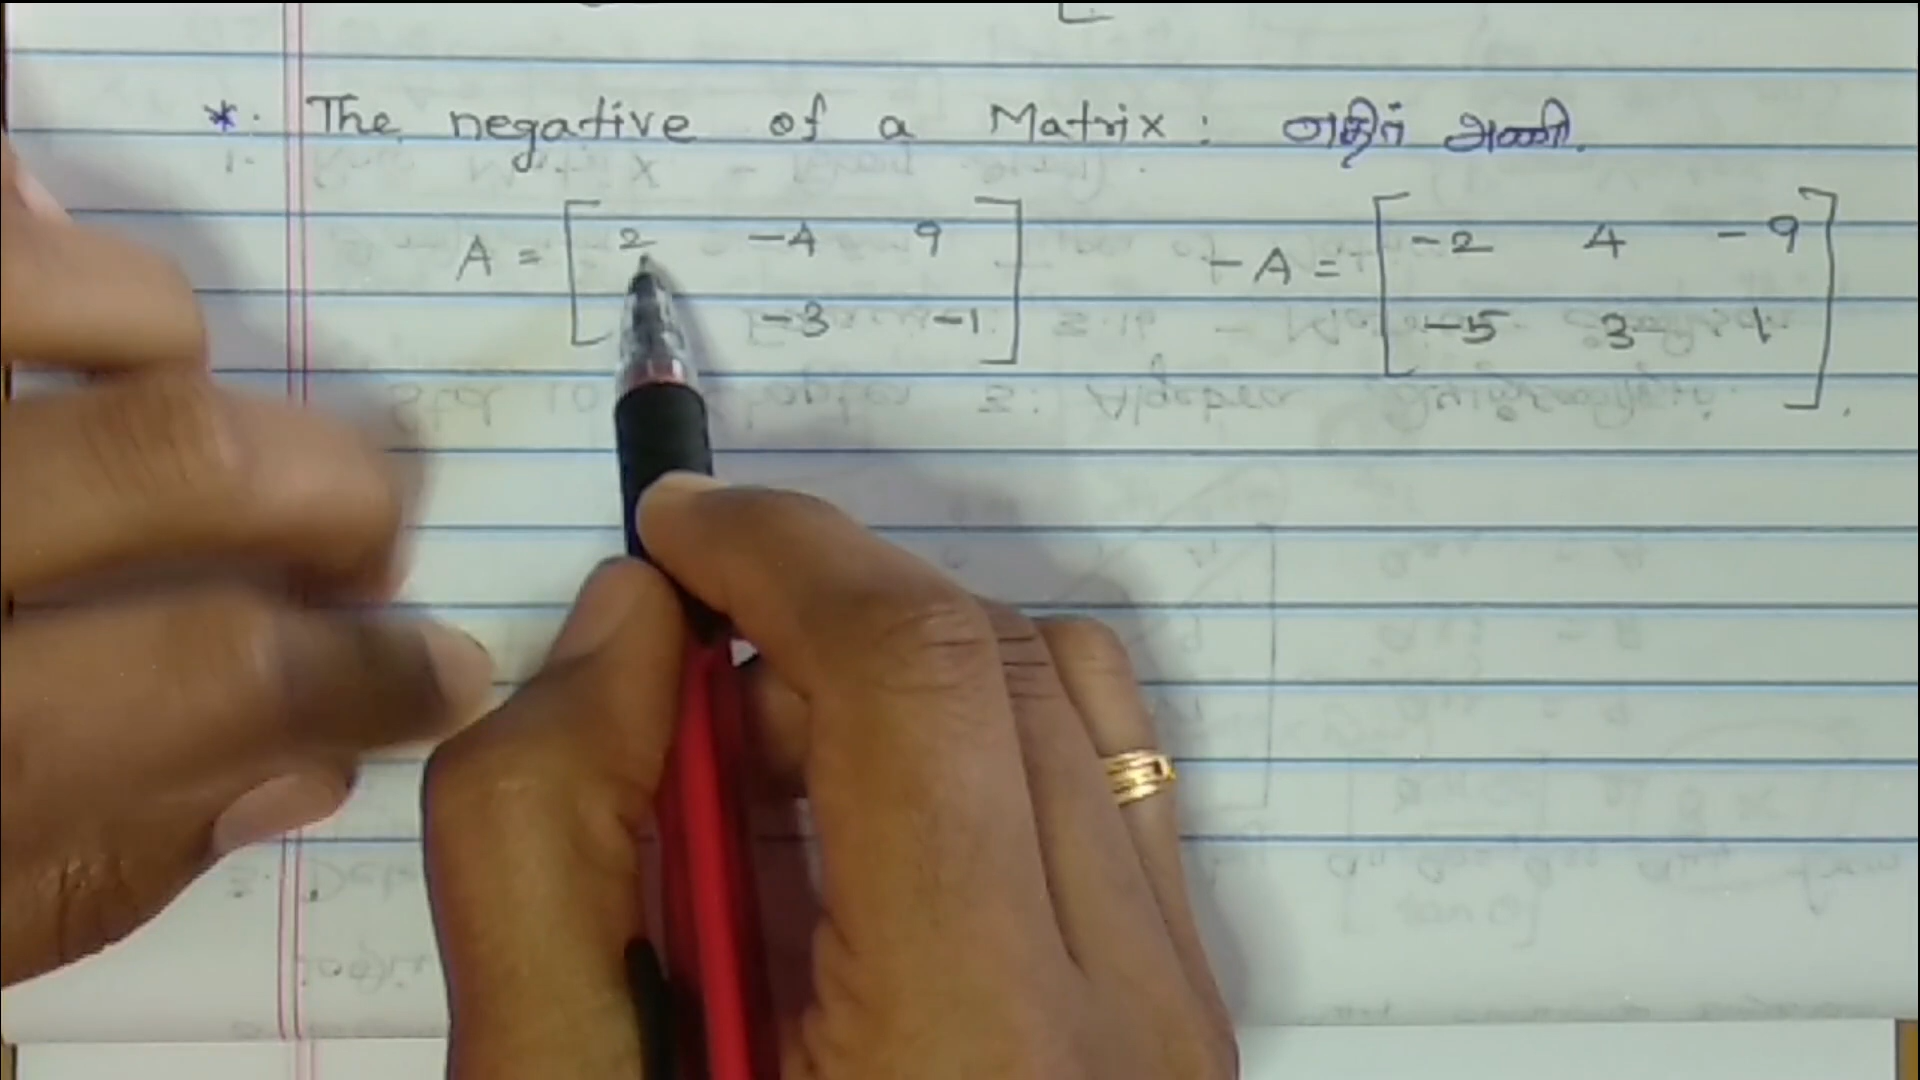 *. The negative of a Matrix : எதிர் அணி.
A = [ 2 -4 9 -A = [ -2 4 -9
-3 -1 ] -5 3 1 ].